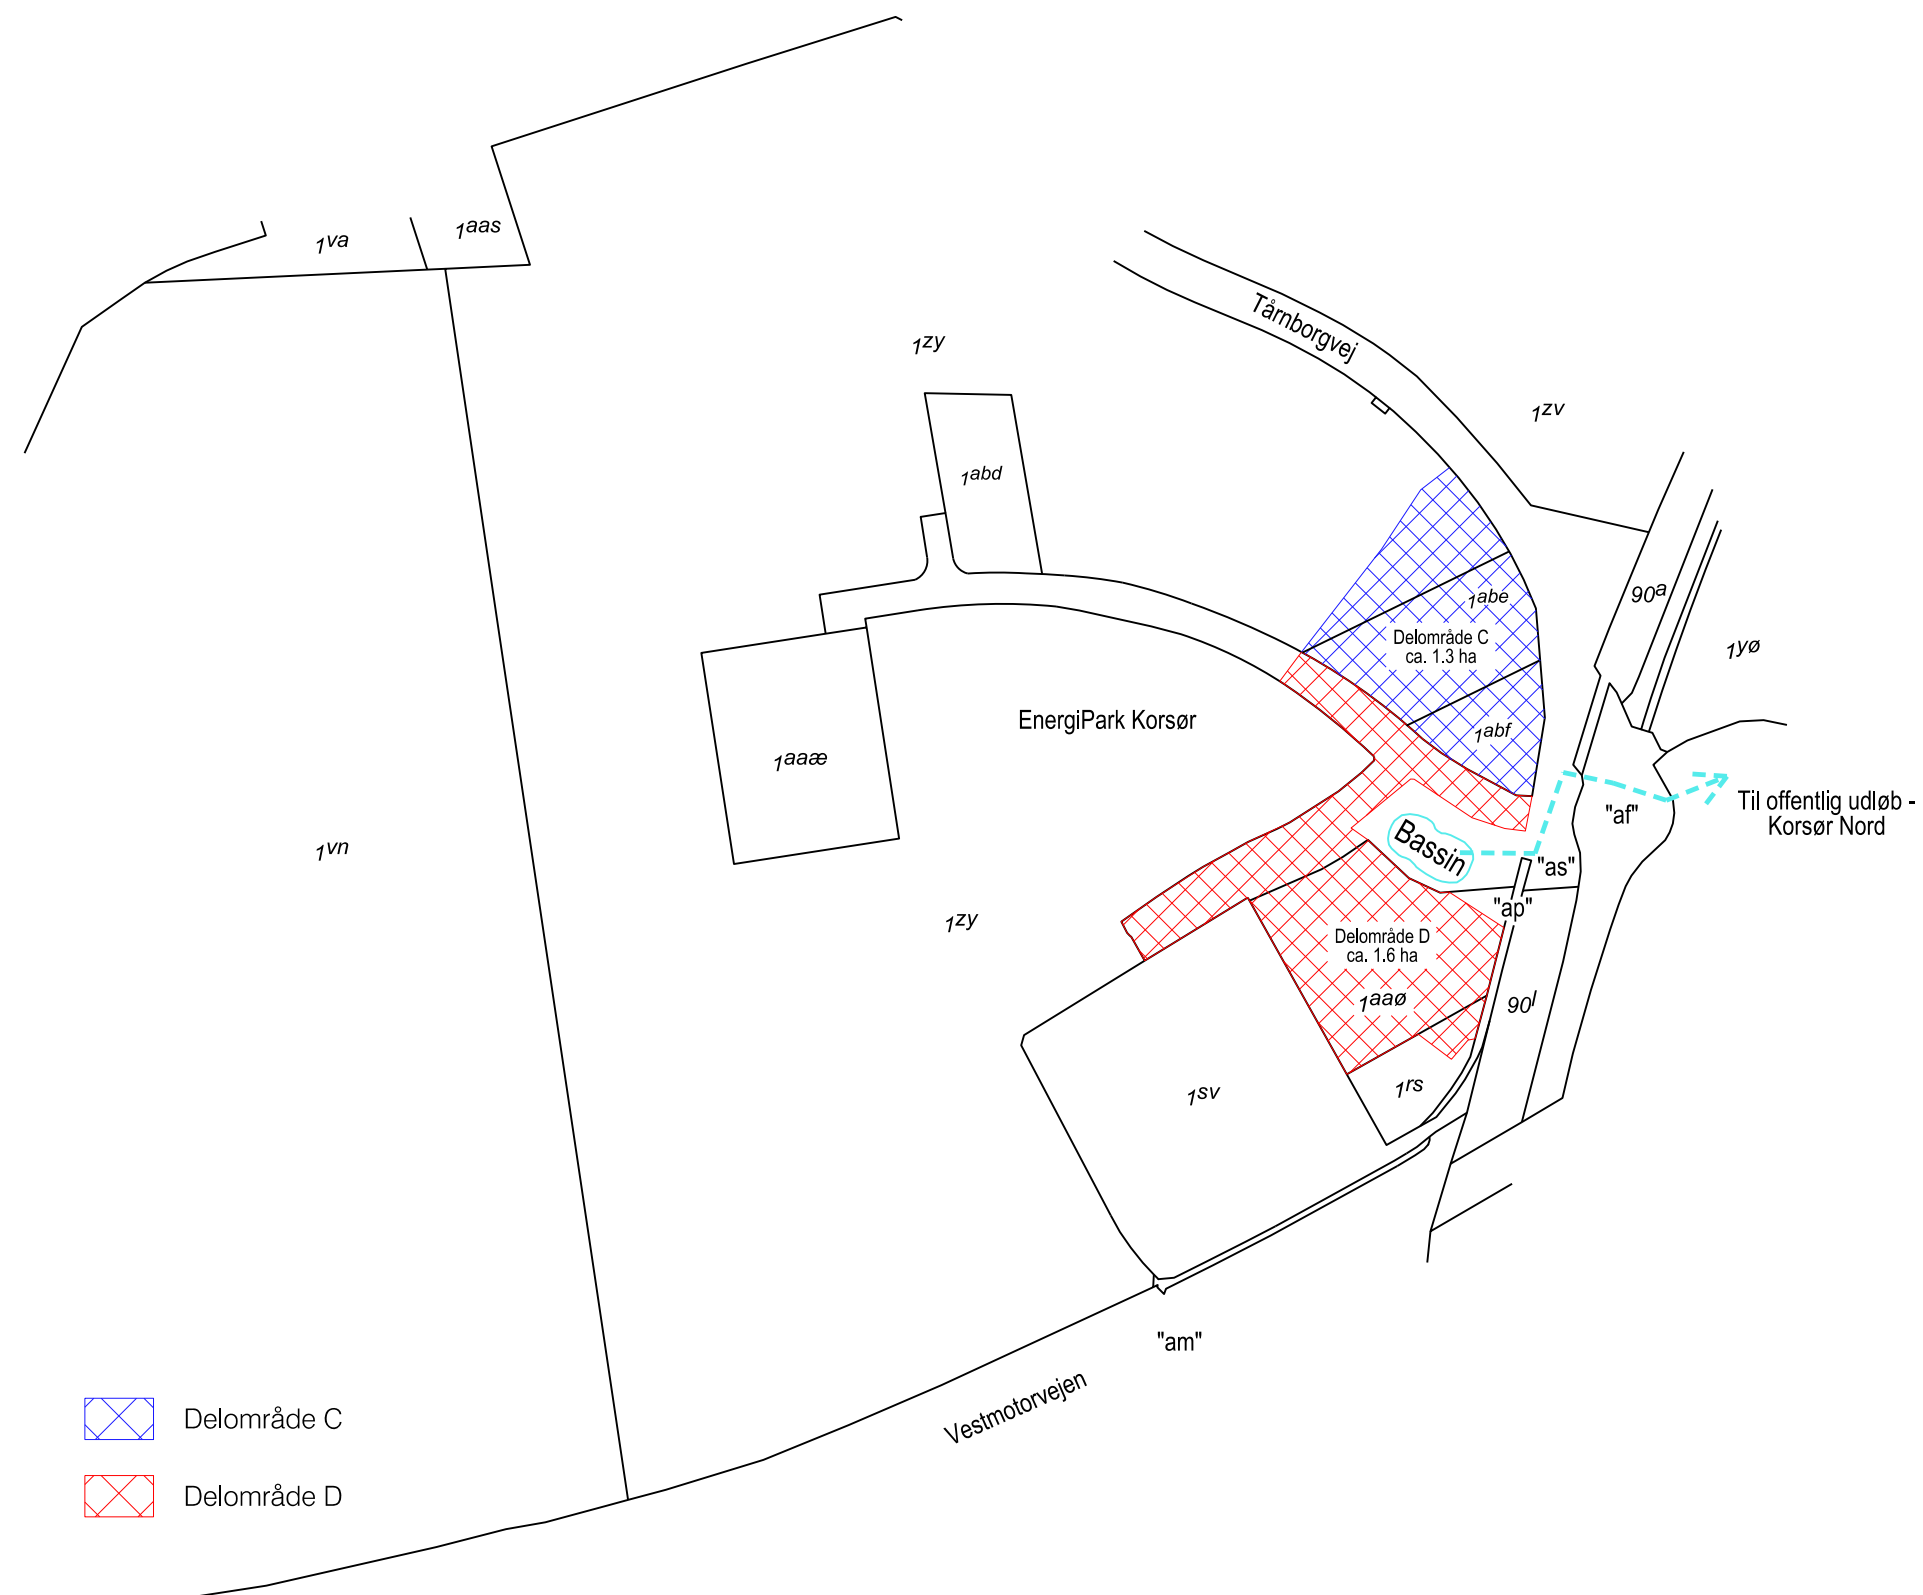 1va
1aas
Tårnborgvej
1zy
1zv
1abd
90a
1abe
Delområde C
ca. 1.3 ha
1yø
EnergiPark Korsør
1abf
1aaæ
Til offentlig udløb -
Korsør Nord
"af"
Bassin
1vn
"as"
"ap"
1zy
Delområde D
ca. 1.6 ha
1aaø
90l
1rs
1sv
"am"
Vestmotorvejen
Delområde C
Delområde D